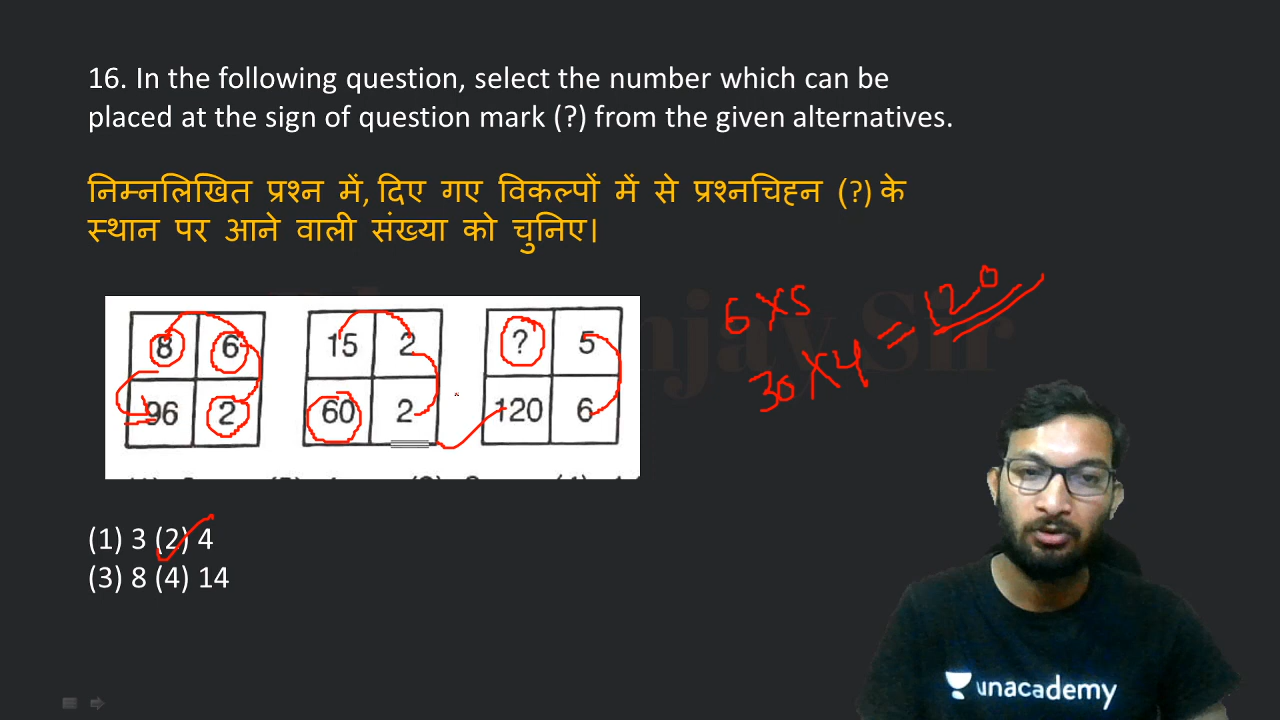 16. In the following question, select the number which can be
placed at the sign of question mark (?) from the given alternatives.
निम्नलिखित प्रश्न में, दिए गए विकल्पों में से प्रश्नचिह्न (?) के
स्थान पर आने वाली संख्या को चुनिए।
8 6 15 2 ? 5
96 2 60 2 120 6
6 X 5
30 X 4 = 120
(1) 3 (2) 4
(3) 8 (4) 14
unacademy